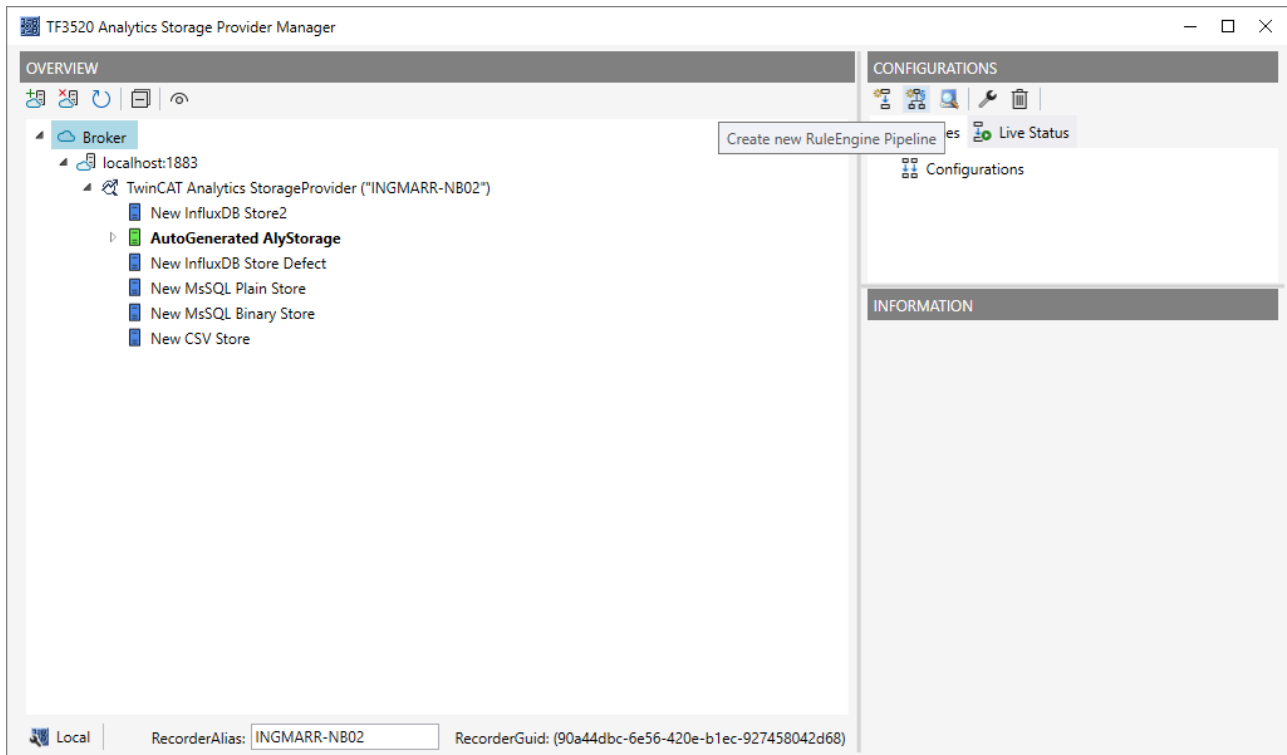 TF3520 Analytics Storage Provider Manager
OVERVIEW
Broker
localhost:1883
TwinCAT Analytics StorageProvider ("INGMARR-NB02")
New InfluxDB Store2
AutoGenerated AlyStorage
New InfluxDB Store Defect
New MsSQL Plain Store
New MsSQL Binary Store
New CSV Store
Local
RecorderAlias: INGMARR-NB02
RecorderGuid: (90a44dbc-6e56-420e-b1ec-927458042d68)
CONFIGURATIONS
Create new RuleEngine Pipeline
es
Live Status
Configurations
INFORMATION